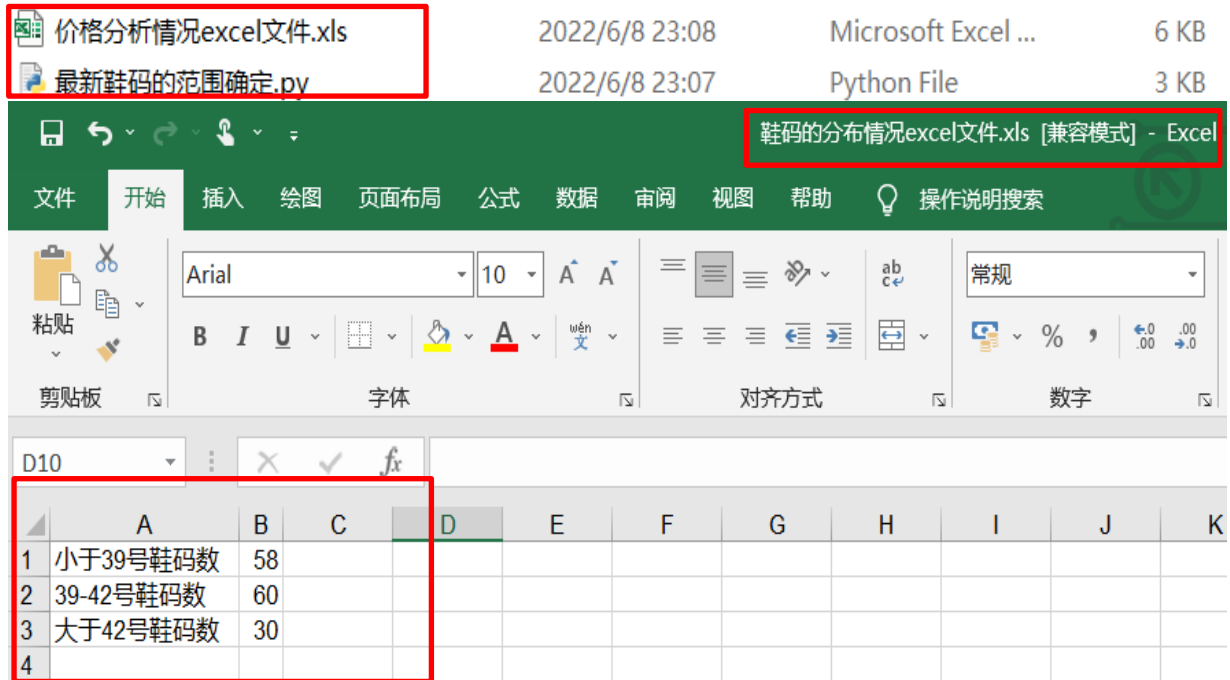 价格分析情况excel文件.xls 2022/6/8 23:08 Microsoft Excel ... 6 KB
最新鞋码的范围确定.py 2022/6/8 23:07 Python File 3 KB
鞋码的分布情况excel文件.xls [兼容模式] - Excel
文件 开始 插入 绘图 页面布局 公式 数据 审阅 视图 帮助 操作说明搜索
Arial 10 A A ab c 常规
粘贴 B I U A wén 文 % , .0 .00 .00 .0
剪贴板 字体 对齐方式 数字
D10 fx
A B C D E F G H I J K
1 小于39号鞋码数 58
2 39-42号鞋码数 60
3 大于42号鞋码数 30
4